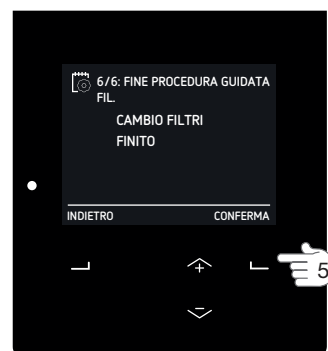 6/6: FINE PROCEDURA GUIDATA
FIL.
CAMBIO FILTRI
FINITO
INDIETRO CONFERMA
5